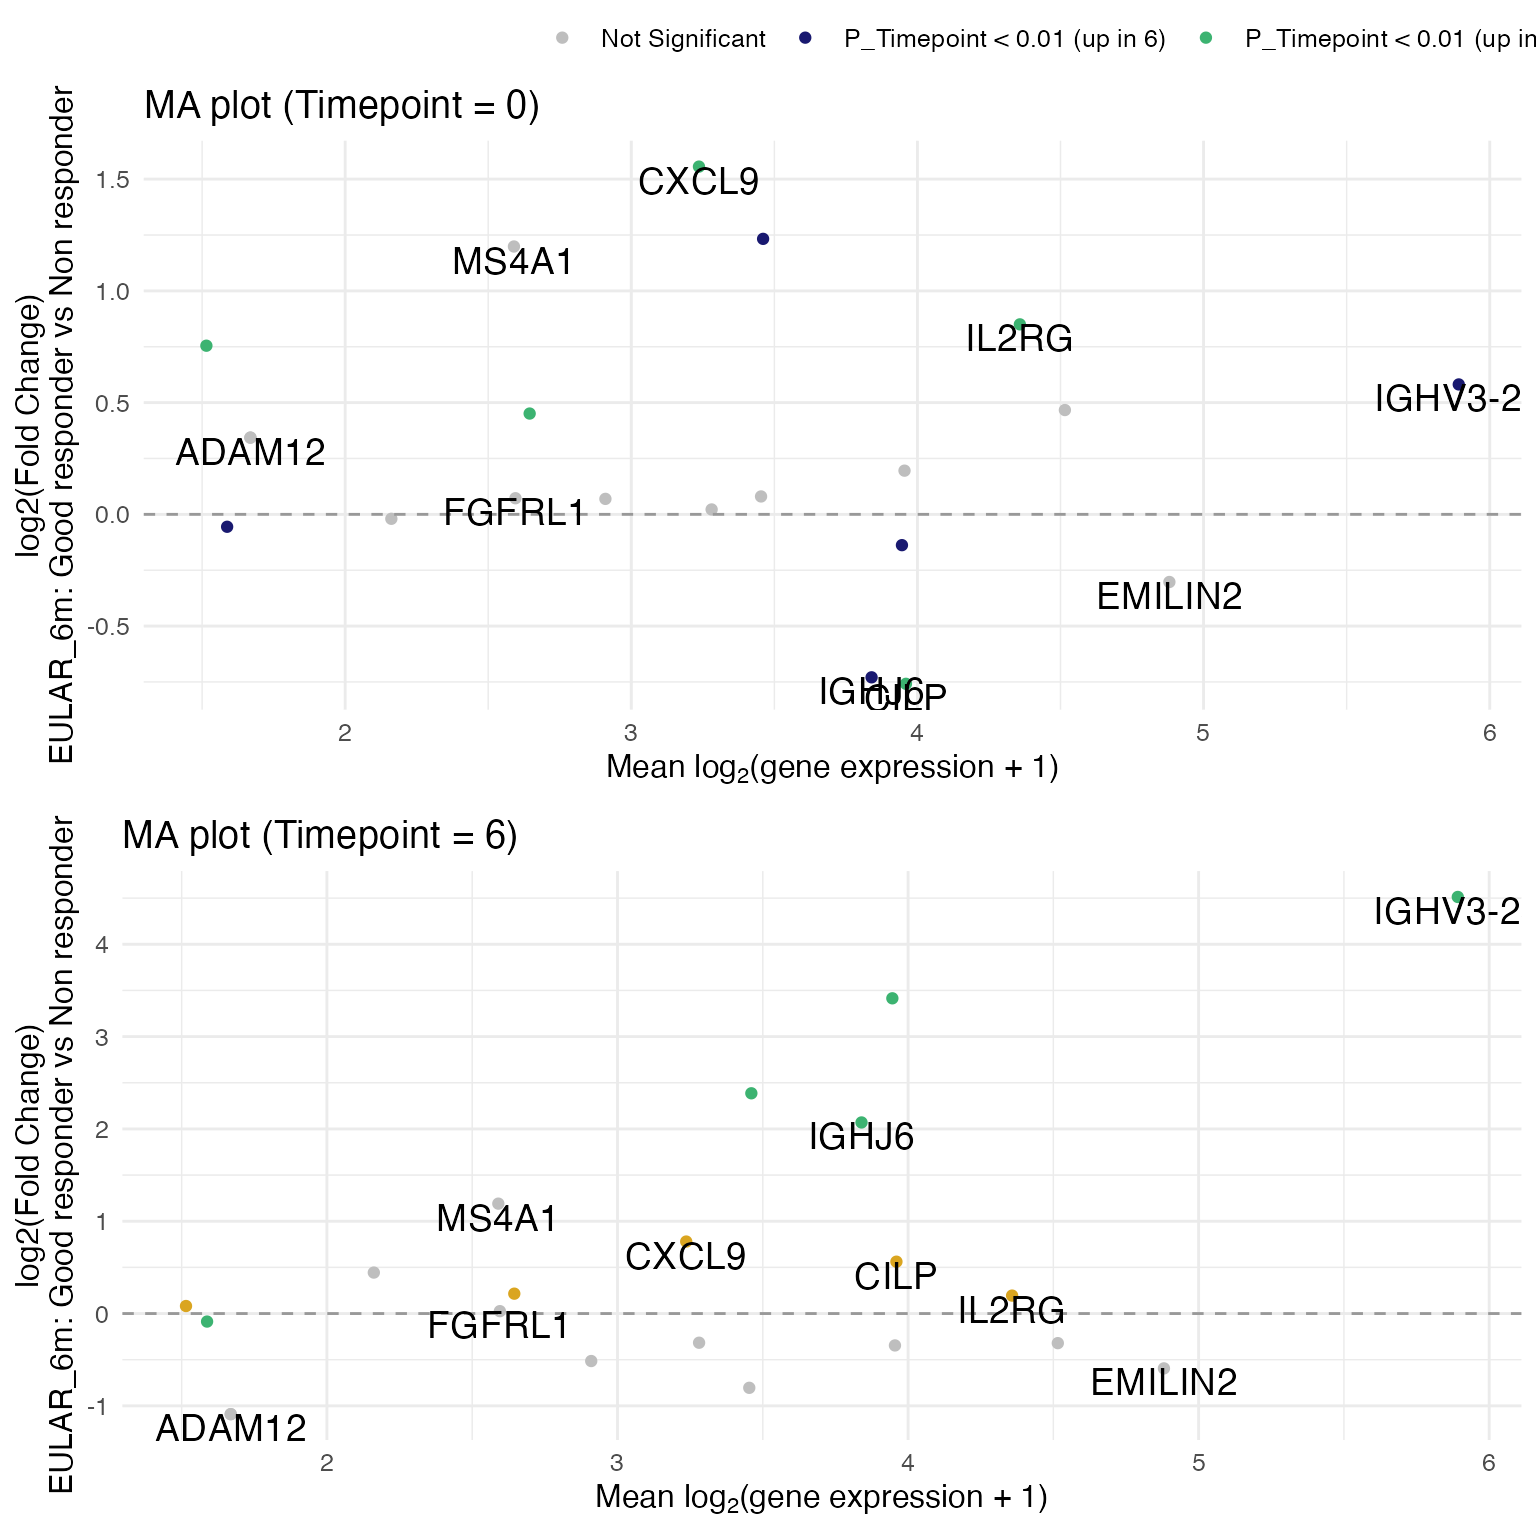 Not Significant P_Timepoint < 0.01 (up in 6) P_Timepoint < 0.01 (up in
MA plot (Timepoint = 0)
log2(Fold Change)
EULAR_6m: Good responder vs Non responder
1.5
1.0
0.5
0.0
-0.5
CXCL9
MS4A1
IL2RG
IGHV3-2
ADAM12
FGFRL1
EMILIN2
IGHJ6
CILP
2 3 4 5 6
Mean log₂(gene expression + 1)
MA plot (Timepoint = 6)
log2(Fold Change)
EULAR_6m: Good responder vs Non responder
4
3
2
1
0
-1
IGHV3-2
IGHJ6
MS4A1
CXCL9
CILP
IL2RG
FGFRL1
EMILIN2
ADAM12
2 3 4 5 6
Mean log₂(gene expression + 1)